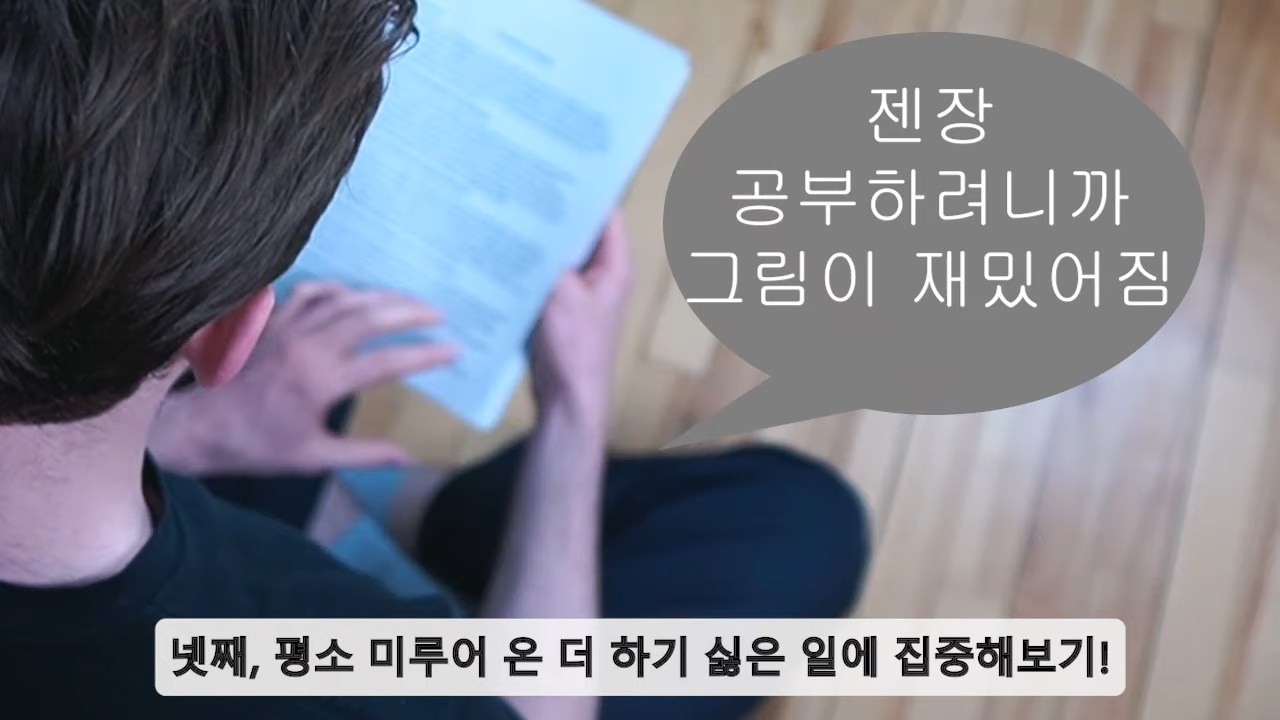 젠장
공부하려니까
그림이 재밌어짐
넷째, 평소 미루어 온 더 하기 싫은 일에 집중해보기!